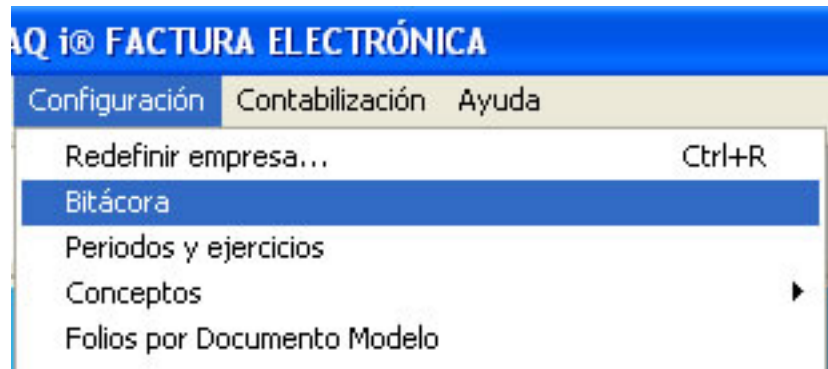 AQ i® FACTURA ELECTRÓNICA
Configuración Contabilización Ayuda
Redefinir empresa... Ctrl+R
Bitácora
Periodos y ejercicios
Conceptos
Folios por Documento Modelo